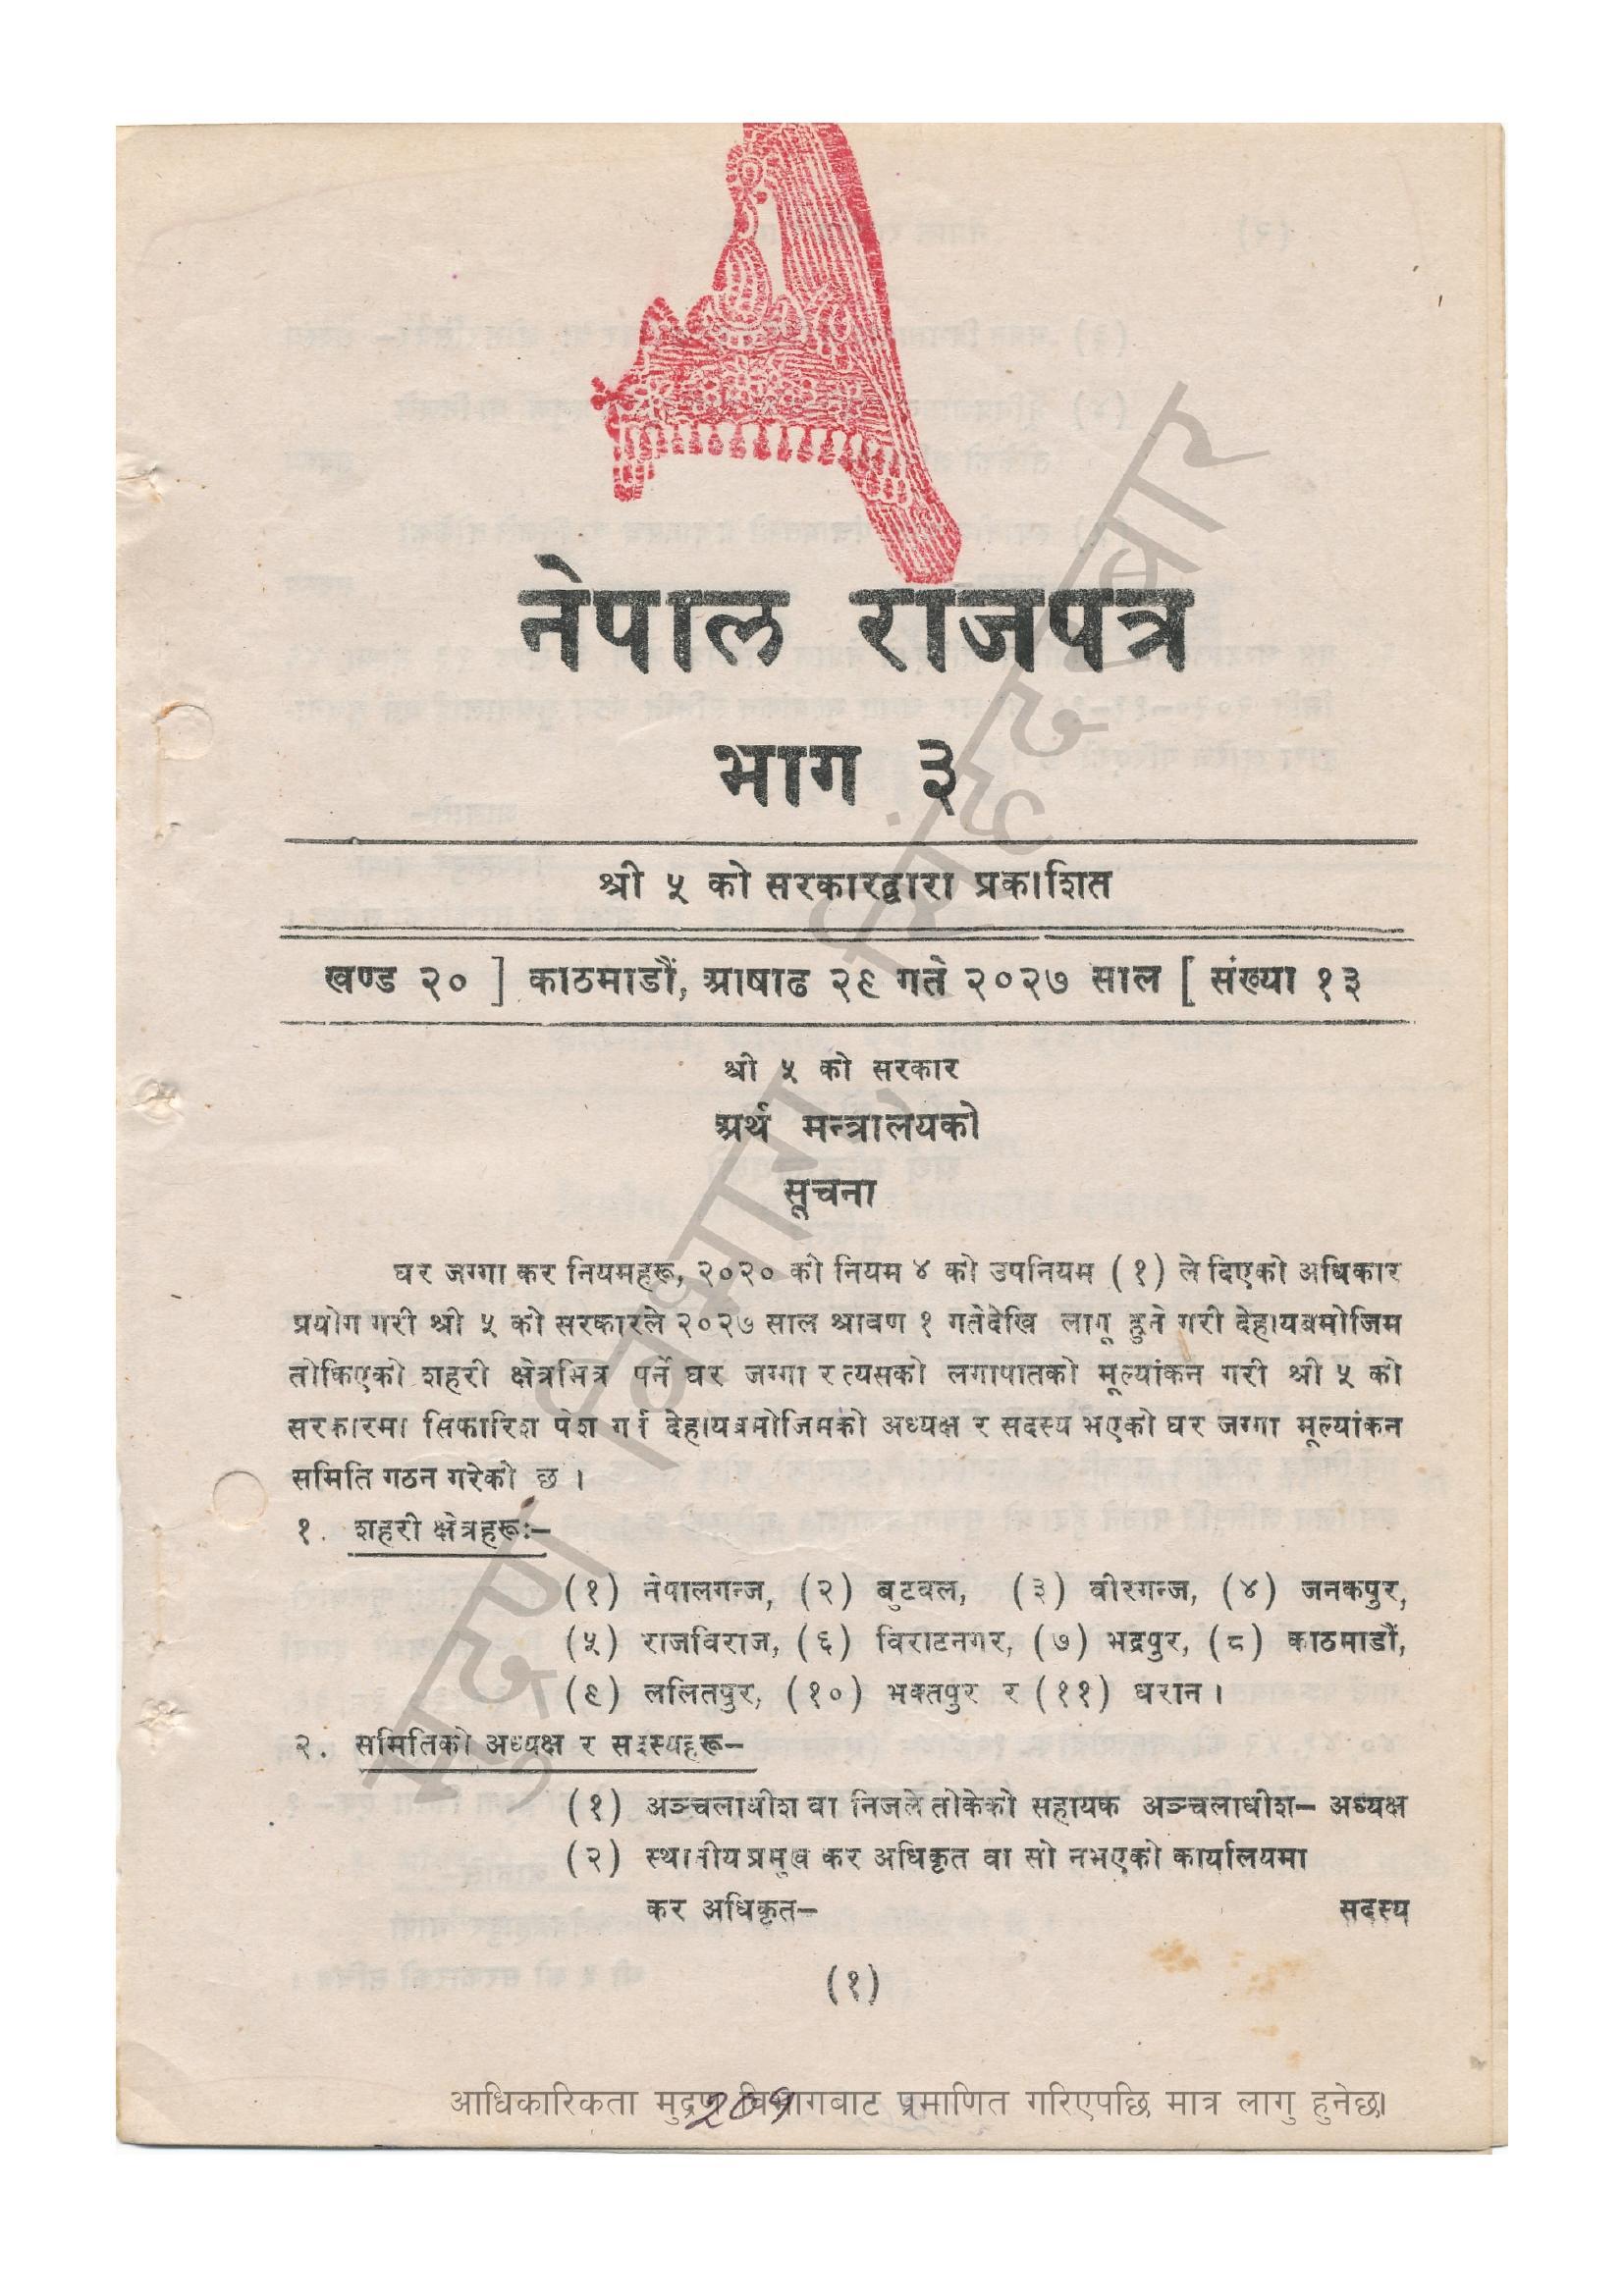 नेपाल राजपत्र
भाग ३
श्री ५ को सरकारद्वारा प्रकाशित
खण्ड २० ] काठमाडौं, आषाढ २९ गते २०२७ साल [ संख्या १३
श्री ५ को सरकार
अर्थ मन्त्रालयको
सूचना
घर जग्गा कर नियमहरू, २०२० को नियम ४ को उपनियम (१) ले दिएको अधिकार
प्रयोग गरी श्री ५ को सरकारले २०२७ साल श्रावण १ गतेदेखि लागू हुने गरी देहायबमोजिम
तोकिएको शहरी क्षेत्रभित्र पर्ने घर जग्गा र त्यसको लगापातको मूल्यांकन गरी श्री ५ को
सरकारमा सिफारिश पेश गर्न देहायबमोजिमको अध्यक्ष र सदस्य भएको घर जग्गा मूल्यांकन
समिति गठन गरेको छ ।
१. शहरी क्षेत्रहरूः–
(१) नेपालगन्ज, (२) बुटवल, (३) वीरगन्ज, (४) जनकपुर,
(५) राजविराज, (६) विराटनगर, (७) भद्रपुर, (८) काठमाडौं,
(९) ललितपुर, (१०) भक्तपुर र (११) धरान ।
२. समितिको अध्यक्ष र सदस्यहरू–
(१) अञ्चलाधीश वा निजले तोकेको सहायक अञ्चलाधीश– अध्यक्ष
(२) स्थानीय प्रमुख कर अधिकृत वा सो नभएको कार्यालयमा
कर अधिकृत– सदस्य
(१)
आधिकारिकता मुद्रण विभागबाट प्रमाणित गरिएपछि मात्र लागु हुनेछ।
209
मुद्रण विभाग, सिंहदरबार